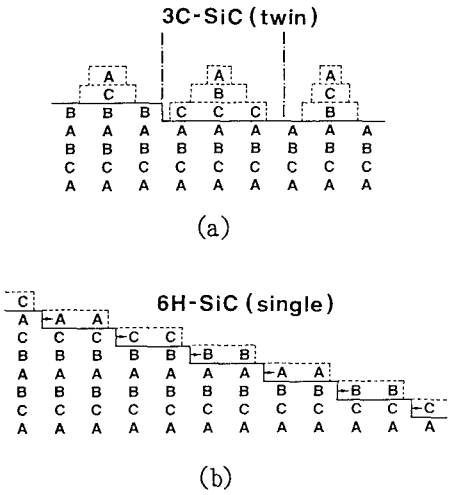 3C-SiC(twin)
A A A
C B C
B B B C C C B
A A A A A A A A A
B B B B B B B B B
C C C C C C C C C
A A A A A A A A A
(a)
6H-SiC(single)
C
A A A
C C C C C
B B B B B B B
A A A A A A A A A
B B B B B B B B B B B
C C C C C C C C C C C C
A A A A A A A A A A A A
(b)